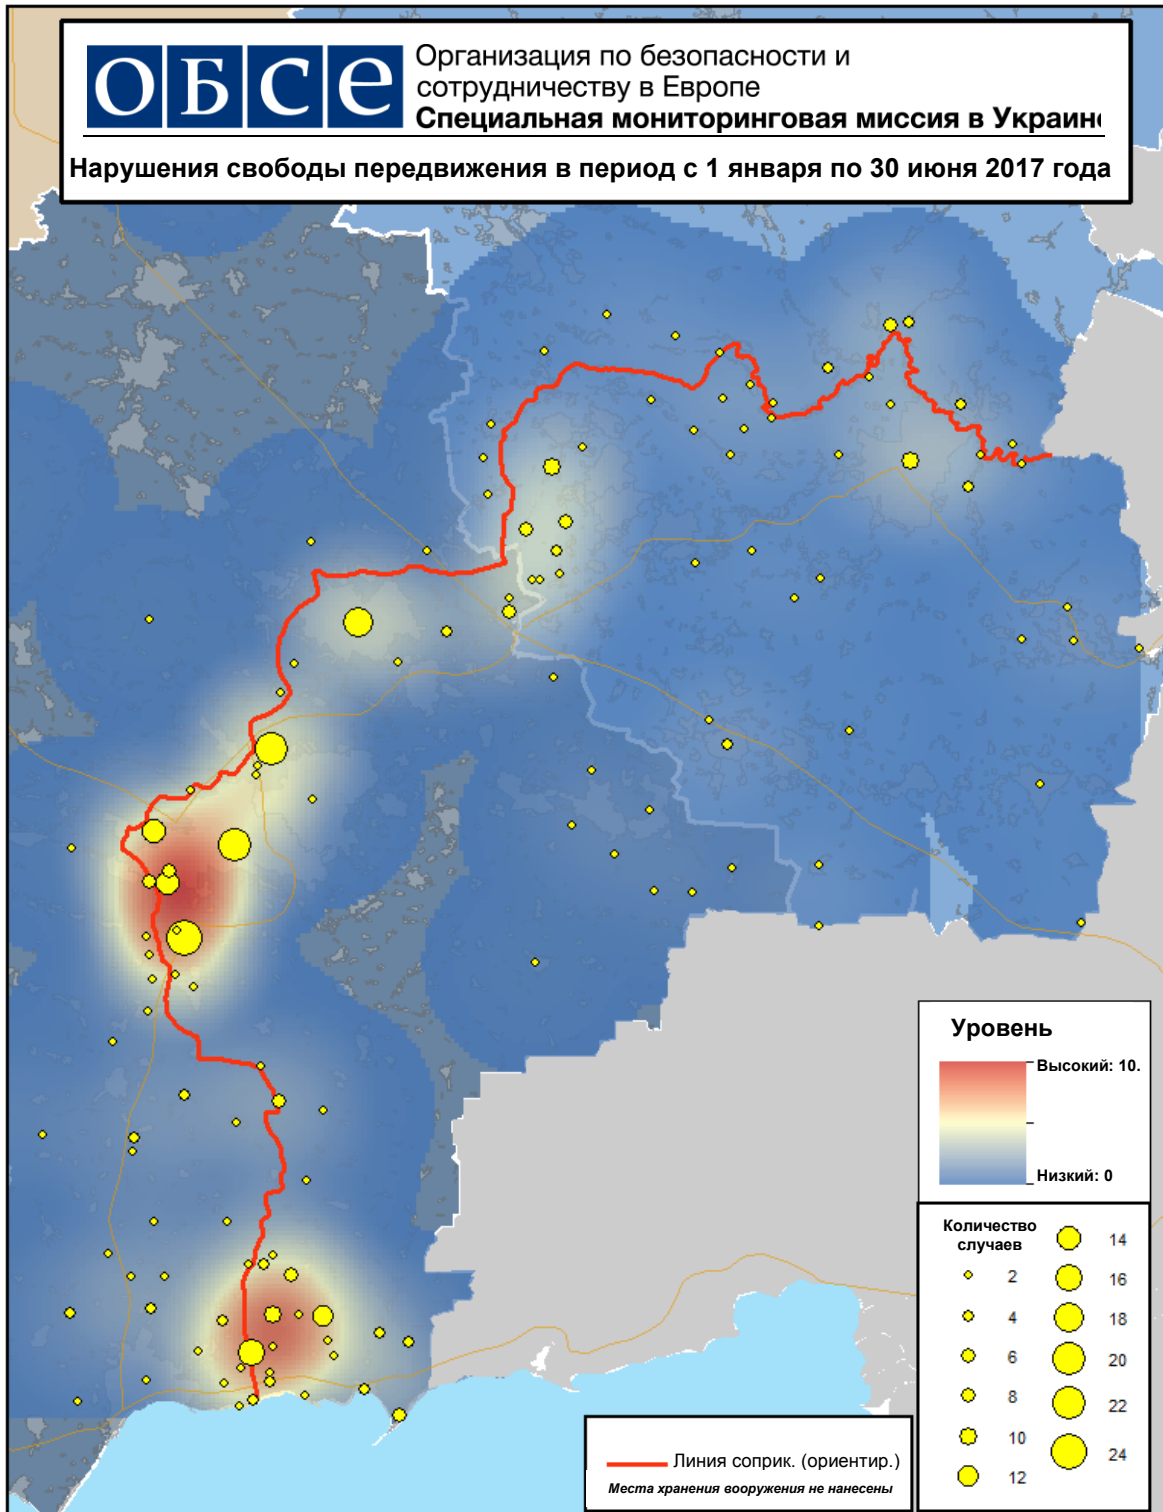 ОБСЕ
Организация по безопасности и
сотрудничеству в Европе
Специальная мониторинговая миссия в Украин
Нарушения свободы передвижения в период с 1 января по 30 июня 2017 года
Уровень
Высокий: 10.
Низкий: 0
Количество
случаев
2
4
6
8
10
12
14
16
18
20
22
24
Линия соприк. (ориентир.)
Места хранения вооружения не нанесены